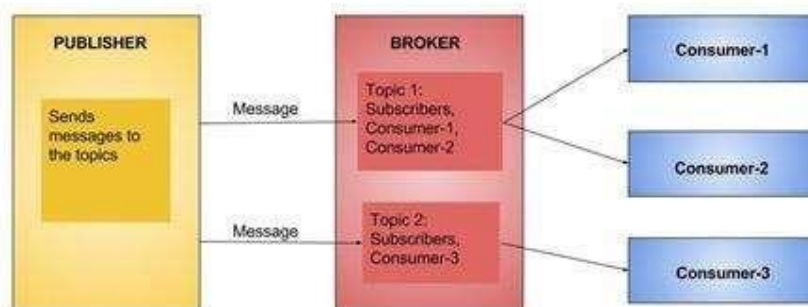 PUBLISHER
Sends
messages to
the topics
Message
Message
BROKER
Topic 1:
Subscribers,
Consumer-1,
Consumer-2
Topic 2:
Subscribers,
Consumer-3
Consumer-1
Consumer-2
Consumer-3